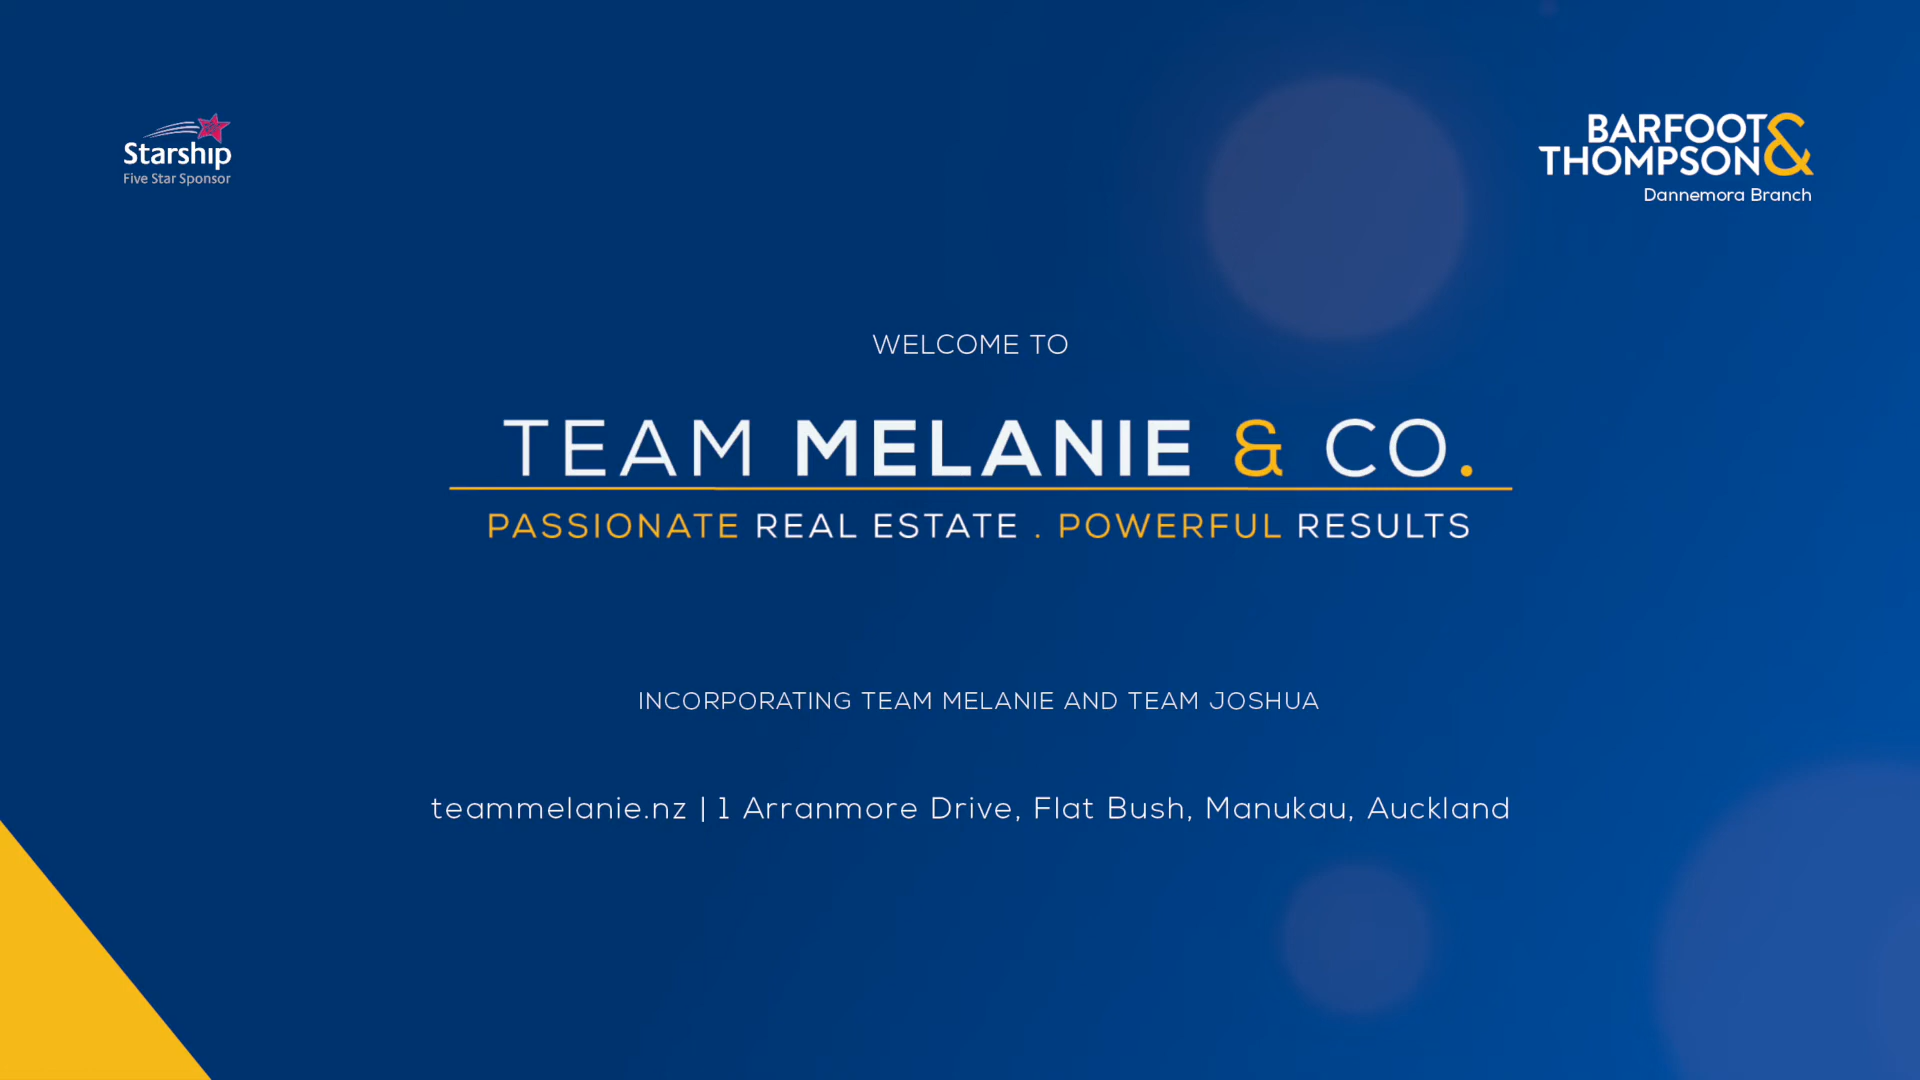 Starship
Five Star Sponsor
BARFOOT &
THOMPSON
Dannemora Branch
WELCOME TO
TEAM MELANIE & CO.
PASSIONATE REAL ESTATE . POWERFUL RESULTS
INCORPORATING TEAM MELANIE AND TEAM JOSHUA
teammelanie.nz | 1 Arranmore Drive, Flat Bush, Manukau, Auckland